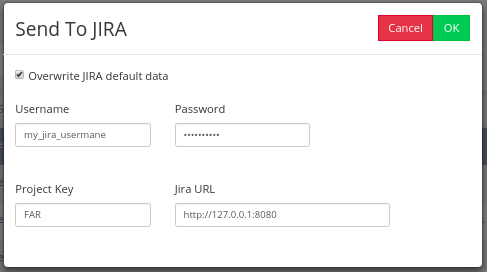 Send To JIRA
Cancel OK
Overwrite JIRA default data
Username Password
my_jira_usermane ••••••••••
Project Key Jira URL
FAR http://127.0.0.1:8080